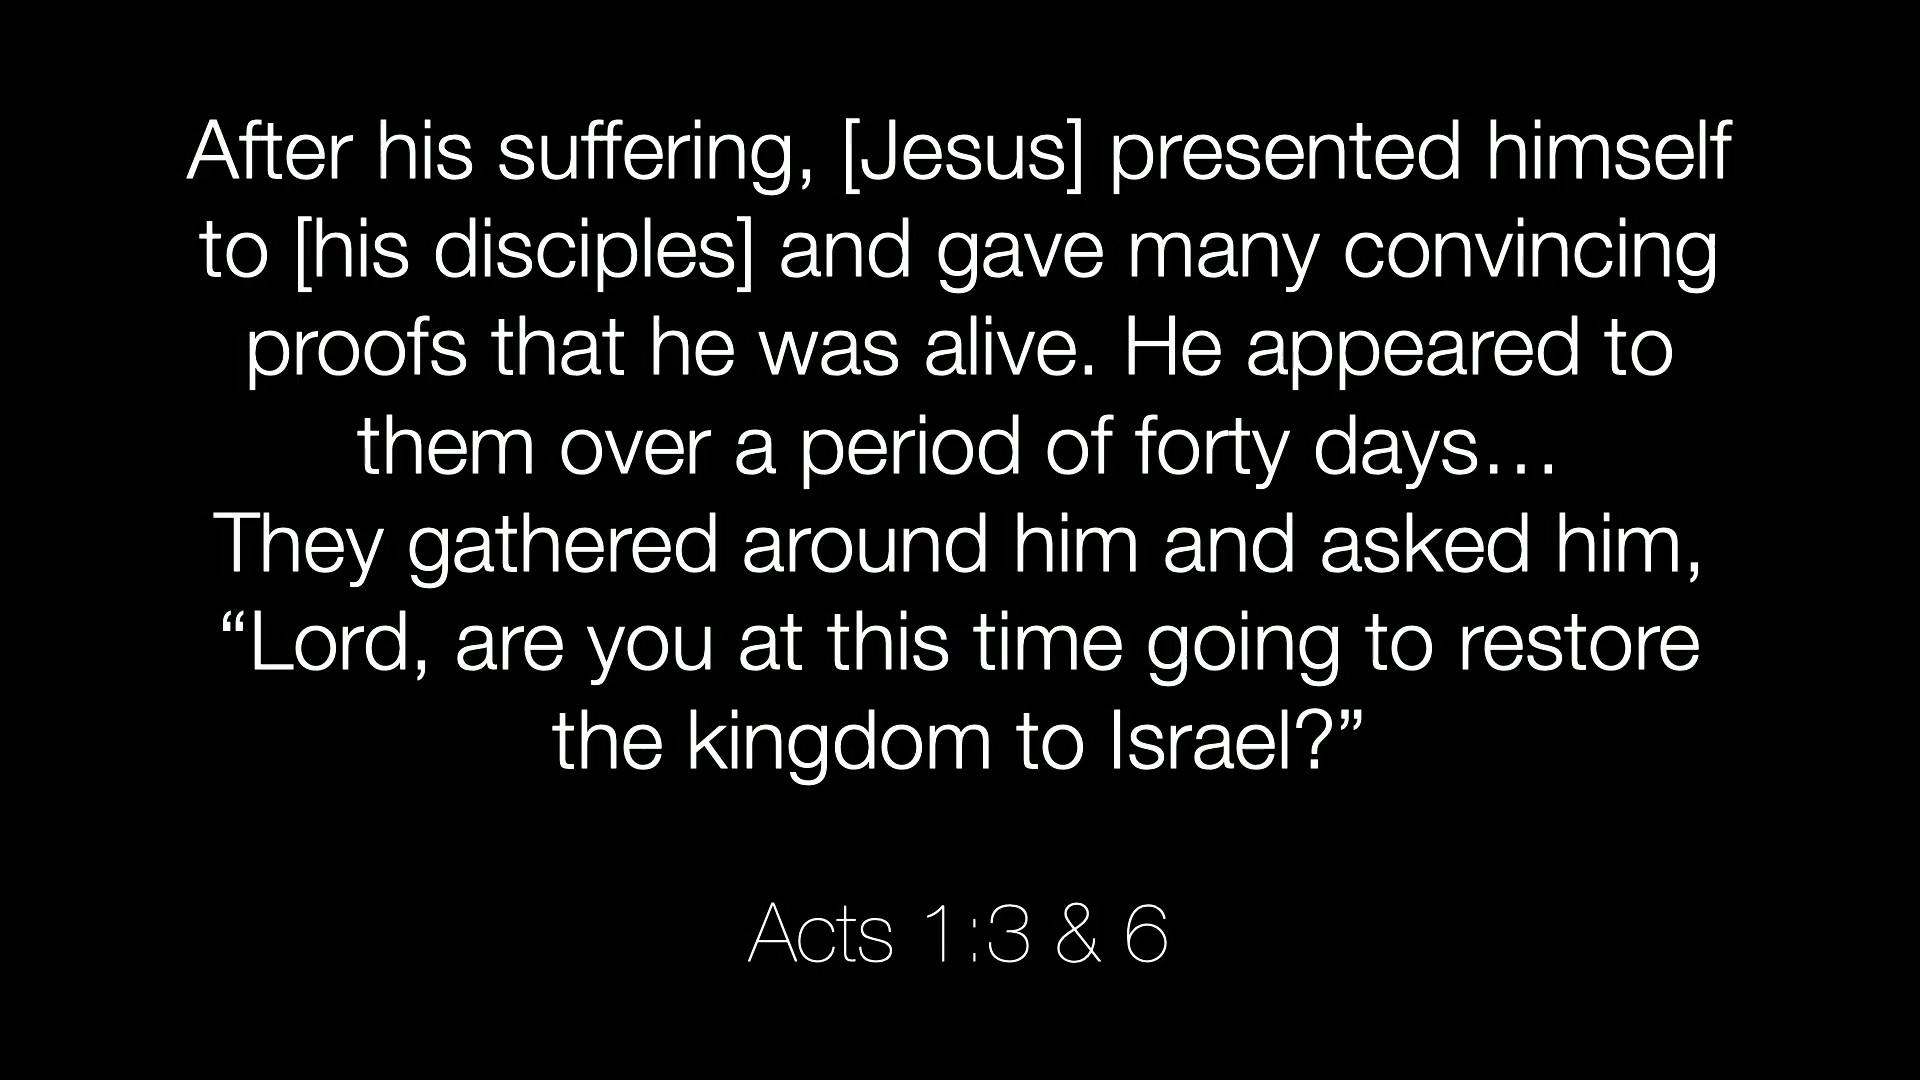 After his suffering, [Jesus] presented himself
to [his disciples] and gave many convincing
proofs that he was alive. He appeared to
them over a period of forty days…
They gathered around him and asked him,
“Lord, are you at this time going to restore
the kingdom to Israel?”
Acts 1:3 & 6